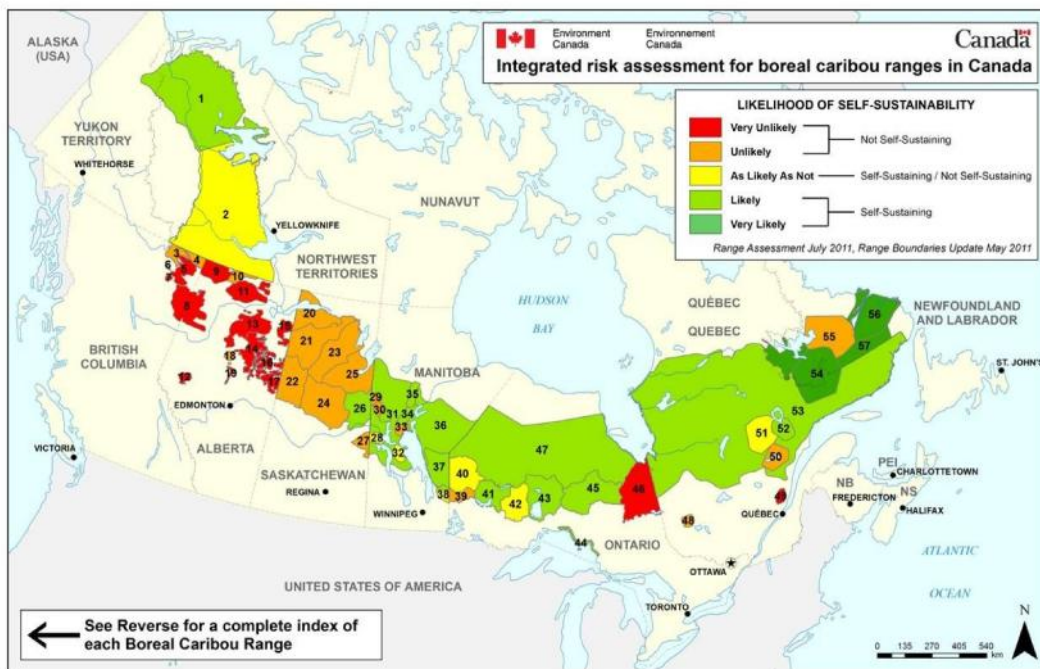 Environment
Canada
Environnement
Canada
Canada
Integrated risk assessment for boreal caribou ranges in Canada
LIKELIHOOD OF SELF-SUSTAINABILITY
Very Unlikely
Unlikely
Not Self-Sustaining
As Likely As Not
Self-Sustaining / Not Self-Sustaining
Likely
Very Likely
Self-Sustaining
Range Assessment July 2011, Range Boundaries Update May 2011
ALASKA
(USA)
YUKON
TERRITORY
WHITEHORSE
1
2
YELLOWKNIFE
NUNAVUT
NORTHWEST
TERRITORIES
3
4
5
6
8
9
10
11
BRITISH
COLUMBIA
12
13
14
15
16
17
18
19
EDMONTON
ALBERTA
VICTORIA
20
21
22
23
24
25
SASKATCHEWAN
REGINA
MANITOBA
26
27
28
29
30
31
32
33
34
35
WINNIPEG
HUDSON
BAY
36
37
38
39
40
41
42
43
44
45
46
47
ONTARIO
OTTAWA
TORONTO
48
49
QUÉBEC
QUÉBEC
QUEBEC
50
51
52
53
54
55
56
57
NEWFOUNDLAND
AND LABRADOR
ST. JOHN'S
PEI
CHARLOTTETOWN
NB
FREDERICTON
NS
HALIFAX
ATLANTIC
OCEAN
UNITED STATES OF AMERICA
See Reverse for a complete index of
each Boreal Caribou Range
N
0 135 270 405 540
km